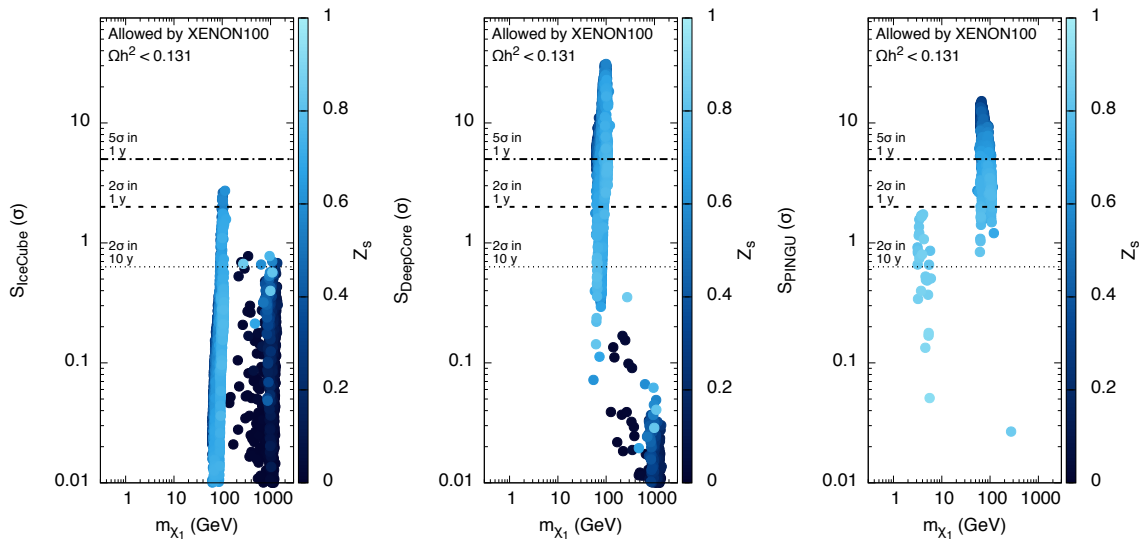 Allowed by XENON100
Ωh² < 0.131
5σ in
1 y
2σ in
1 y
2σ in
10 y
10
1
0.1
0.01
1 10 100 1000
S_IceCube (σ)
m_χ₁ (GeV)
1
0.8
0.6
0.4
0.2
0
Z_s
Allowed by XENON100
Ωh² < 0.131
5σ in
1 y
2σ in
1 y
2σ in
10 y
10
1
0.1
0.01
1 10 100 1000
S_DeepCore (σ)
m_χ₁ (GeV)
1
0.8
0.6
0.4
0.2
0
Z_s
Allowed by XENON100
Ωh² < 0.131
5σ in
1 y
2σ in
1 y
2σ in
10 y
10
1
0.1
0.01
1 10 100 1000
S_PINGU (σ)
m_χ₁ (GeV)
1
0.8
0.6
0.4
0.2
0
Z_s